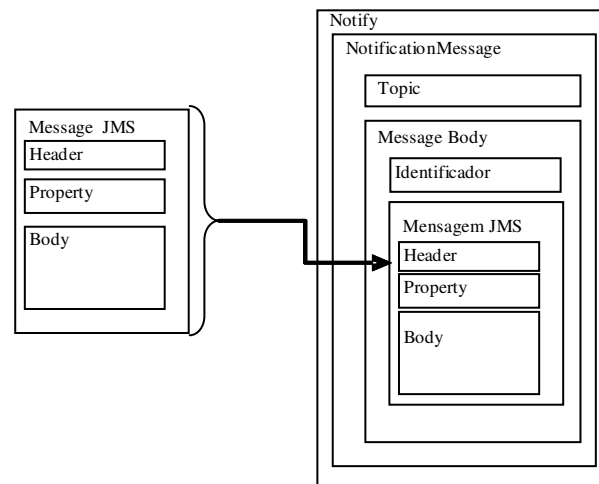 Message JMS
Header
Property
Body
Notify
NotificationMessage
Topic
Message Body
Identificador
Mensagem JMS
Header
Property
Body